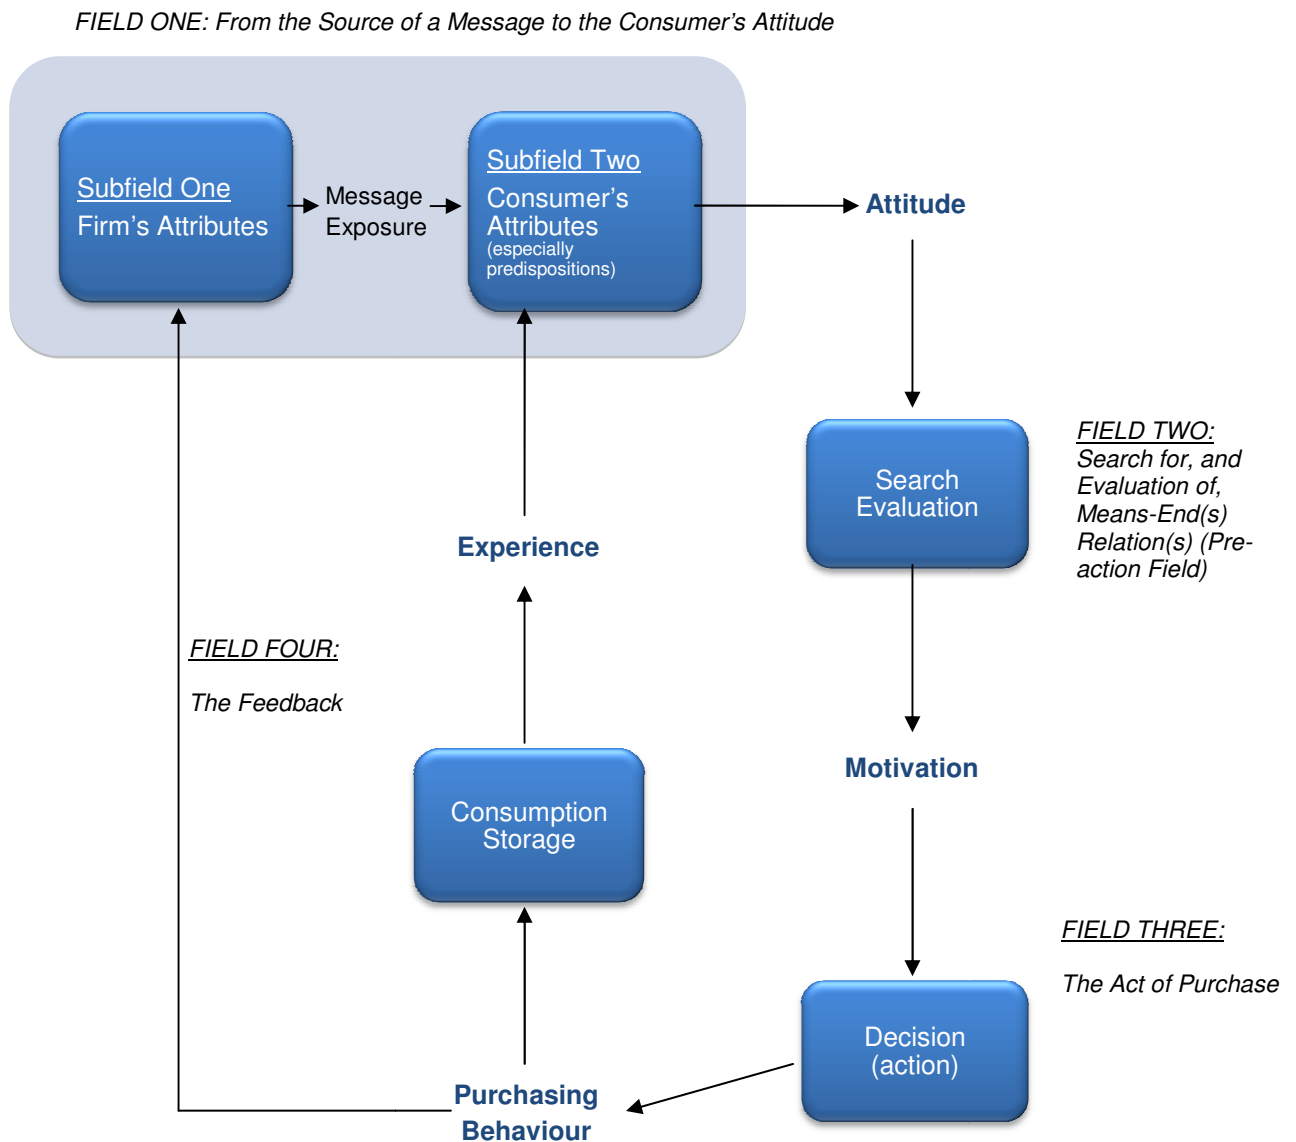 FIELD ONE: From the Source of a Message to the Consumer's Attitude
Subfield One
Firm's Attributes
Message
Exposure
Subfield Two
Consumer's
Attributes
(especially
predispositions)
Attitude
Search
Evaluation
FIELD TWO:
Search for, and
Evaluation of,
Means-End(s)
Relation(s) (Pre-
action Field)
Experience
FIELD FOUR:
The Feedback
Motivation
Consumption
Storage
FIELD THREE:
The Act of Purchase
Decision
(action)
Purchasing
Behaviour